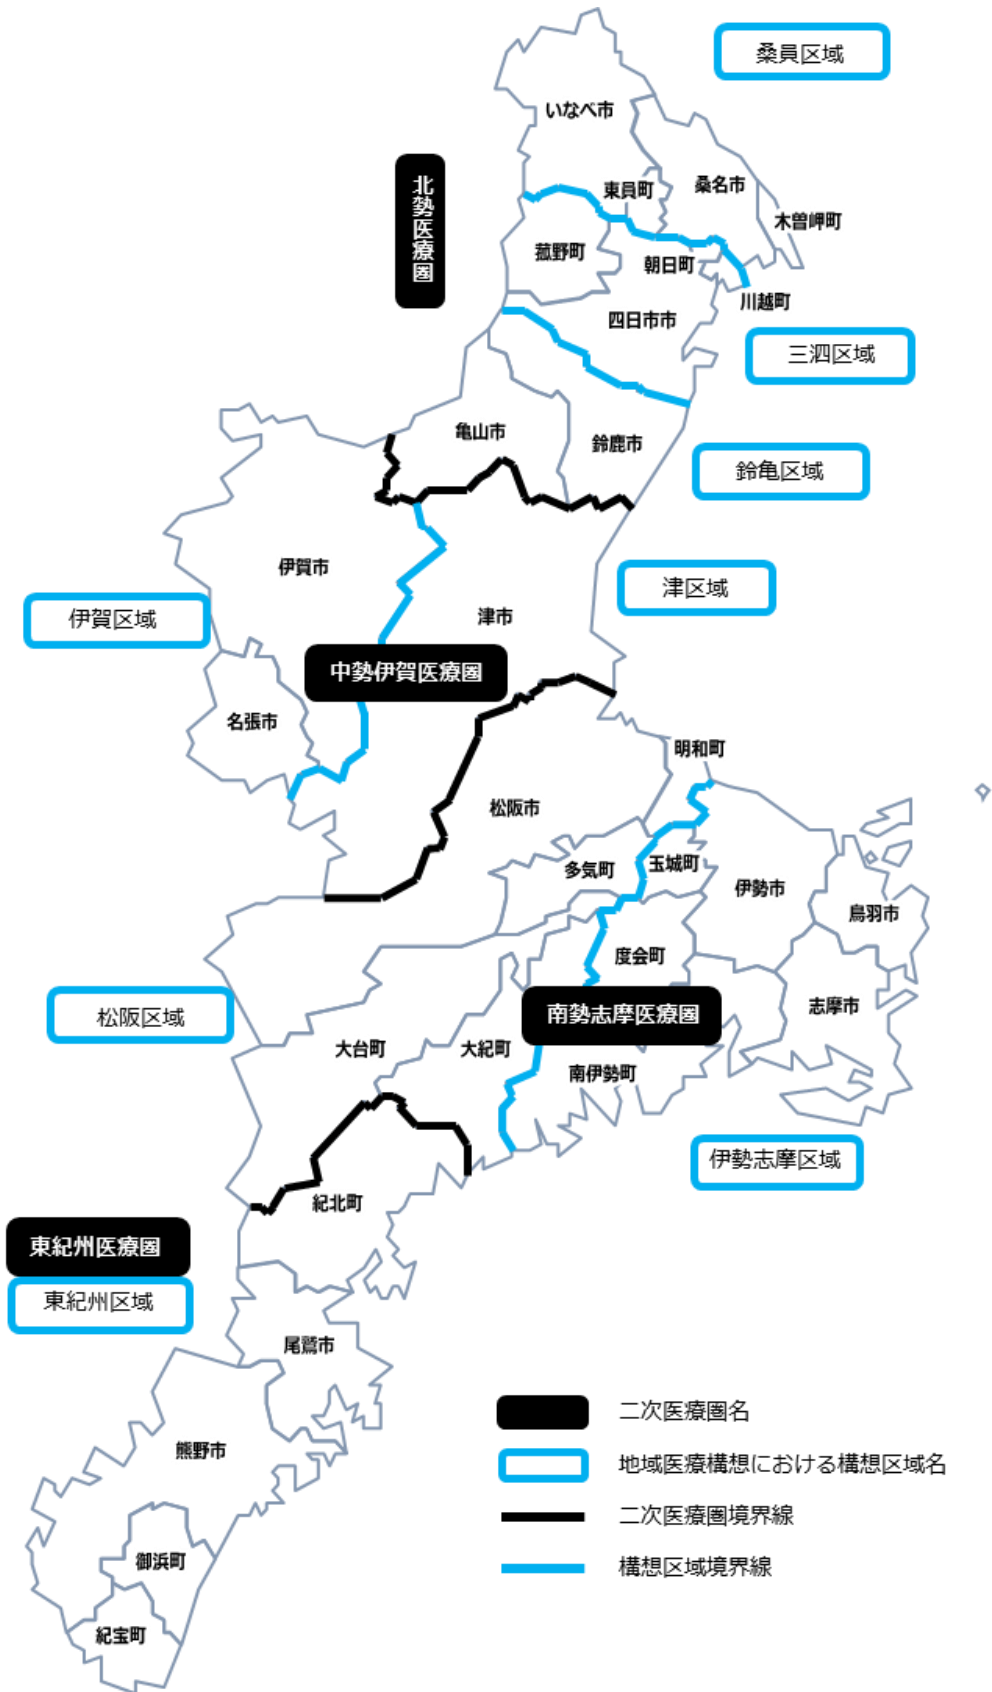 桑員区域
いなべ市
北勢医療圏
東員町
桑名市
木曽岬町
菰野町
朝日町
川越町
四日市市
三泗区域
亀山市
鈴鹿市
鈴亀区域
伊賀市
津区域
伊賀区域
津市
中勢伊賀医療圏
名張市
明和町
松阪市
多気町
玉城町
伊勢市
鳥羽市
度会町
志摩市
松阪区域
南勢志摩医療圏
大台町
大紀町
南伊勢町
伊勢志摩区域
紀北町
東紀州医療圏
東紀州区域
尾鷲市
熊野市
御浜町
紀宝町
二次医療圏名
地域医療構想における構想区域名
二次医療圏境界線
構想区域境界線